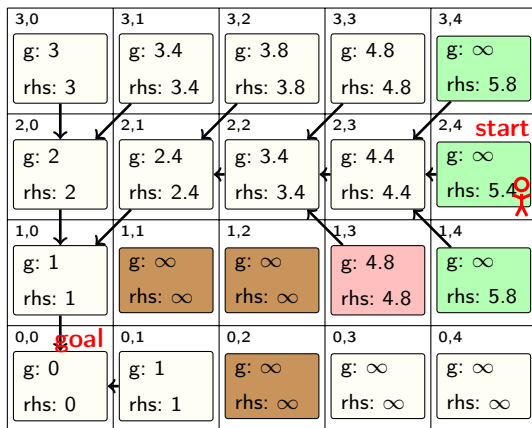 3,0 3,1 3,2 3,3 3,4
g: 3 g: 3.4 g: 3.8 g: 4.8 g: ∞
rhs: 3 rhs: 3.4 rhs: 3.8 rhs: 4.8 rhs: 5.8
2,0 2,1 2,2 2,3 2,4 start
g: 2 g: 2.4 g: 3.4 g: 4.4 g: ∞
rhs: 2 rhs: 2.4 rhs: 3.4 rhs: 4.4 rhs: 5.4
1,0 1,1 1,2 1,3 1,4
g: 1 g: ∞ g: ∞ g: 4.8 g: ∞
rhs: 1 rhs: ∞ rhs: ∞ rhs: 4.8 rhs: 5.8
0,0 goal 0,1 0,2 0,3 0,4
g: 0 g: 1 g: ∞ g: ∞ g: ∞
rhs: 0 rhs: 1 rhs: ∞ rhs: ∞ rhs: ∞